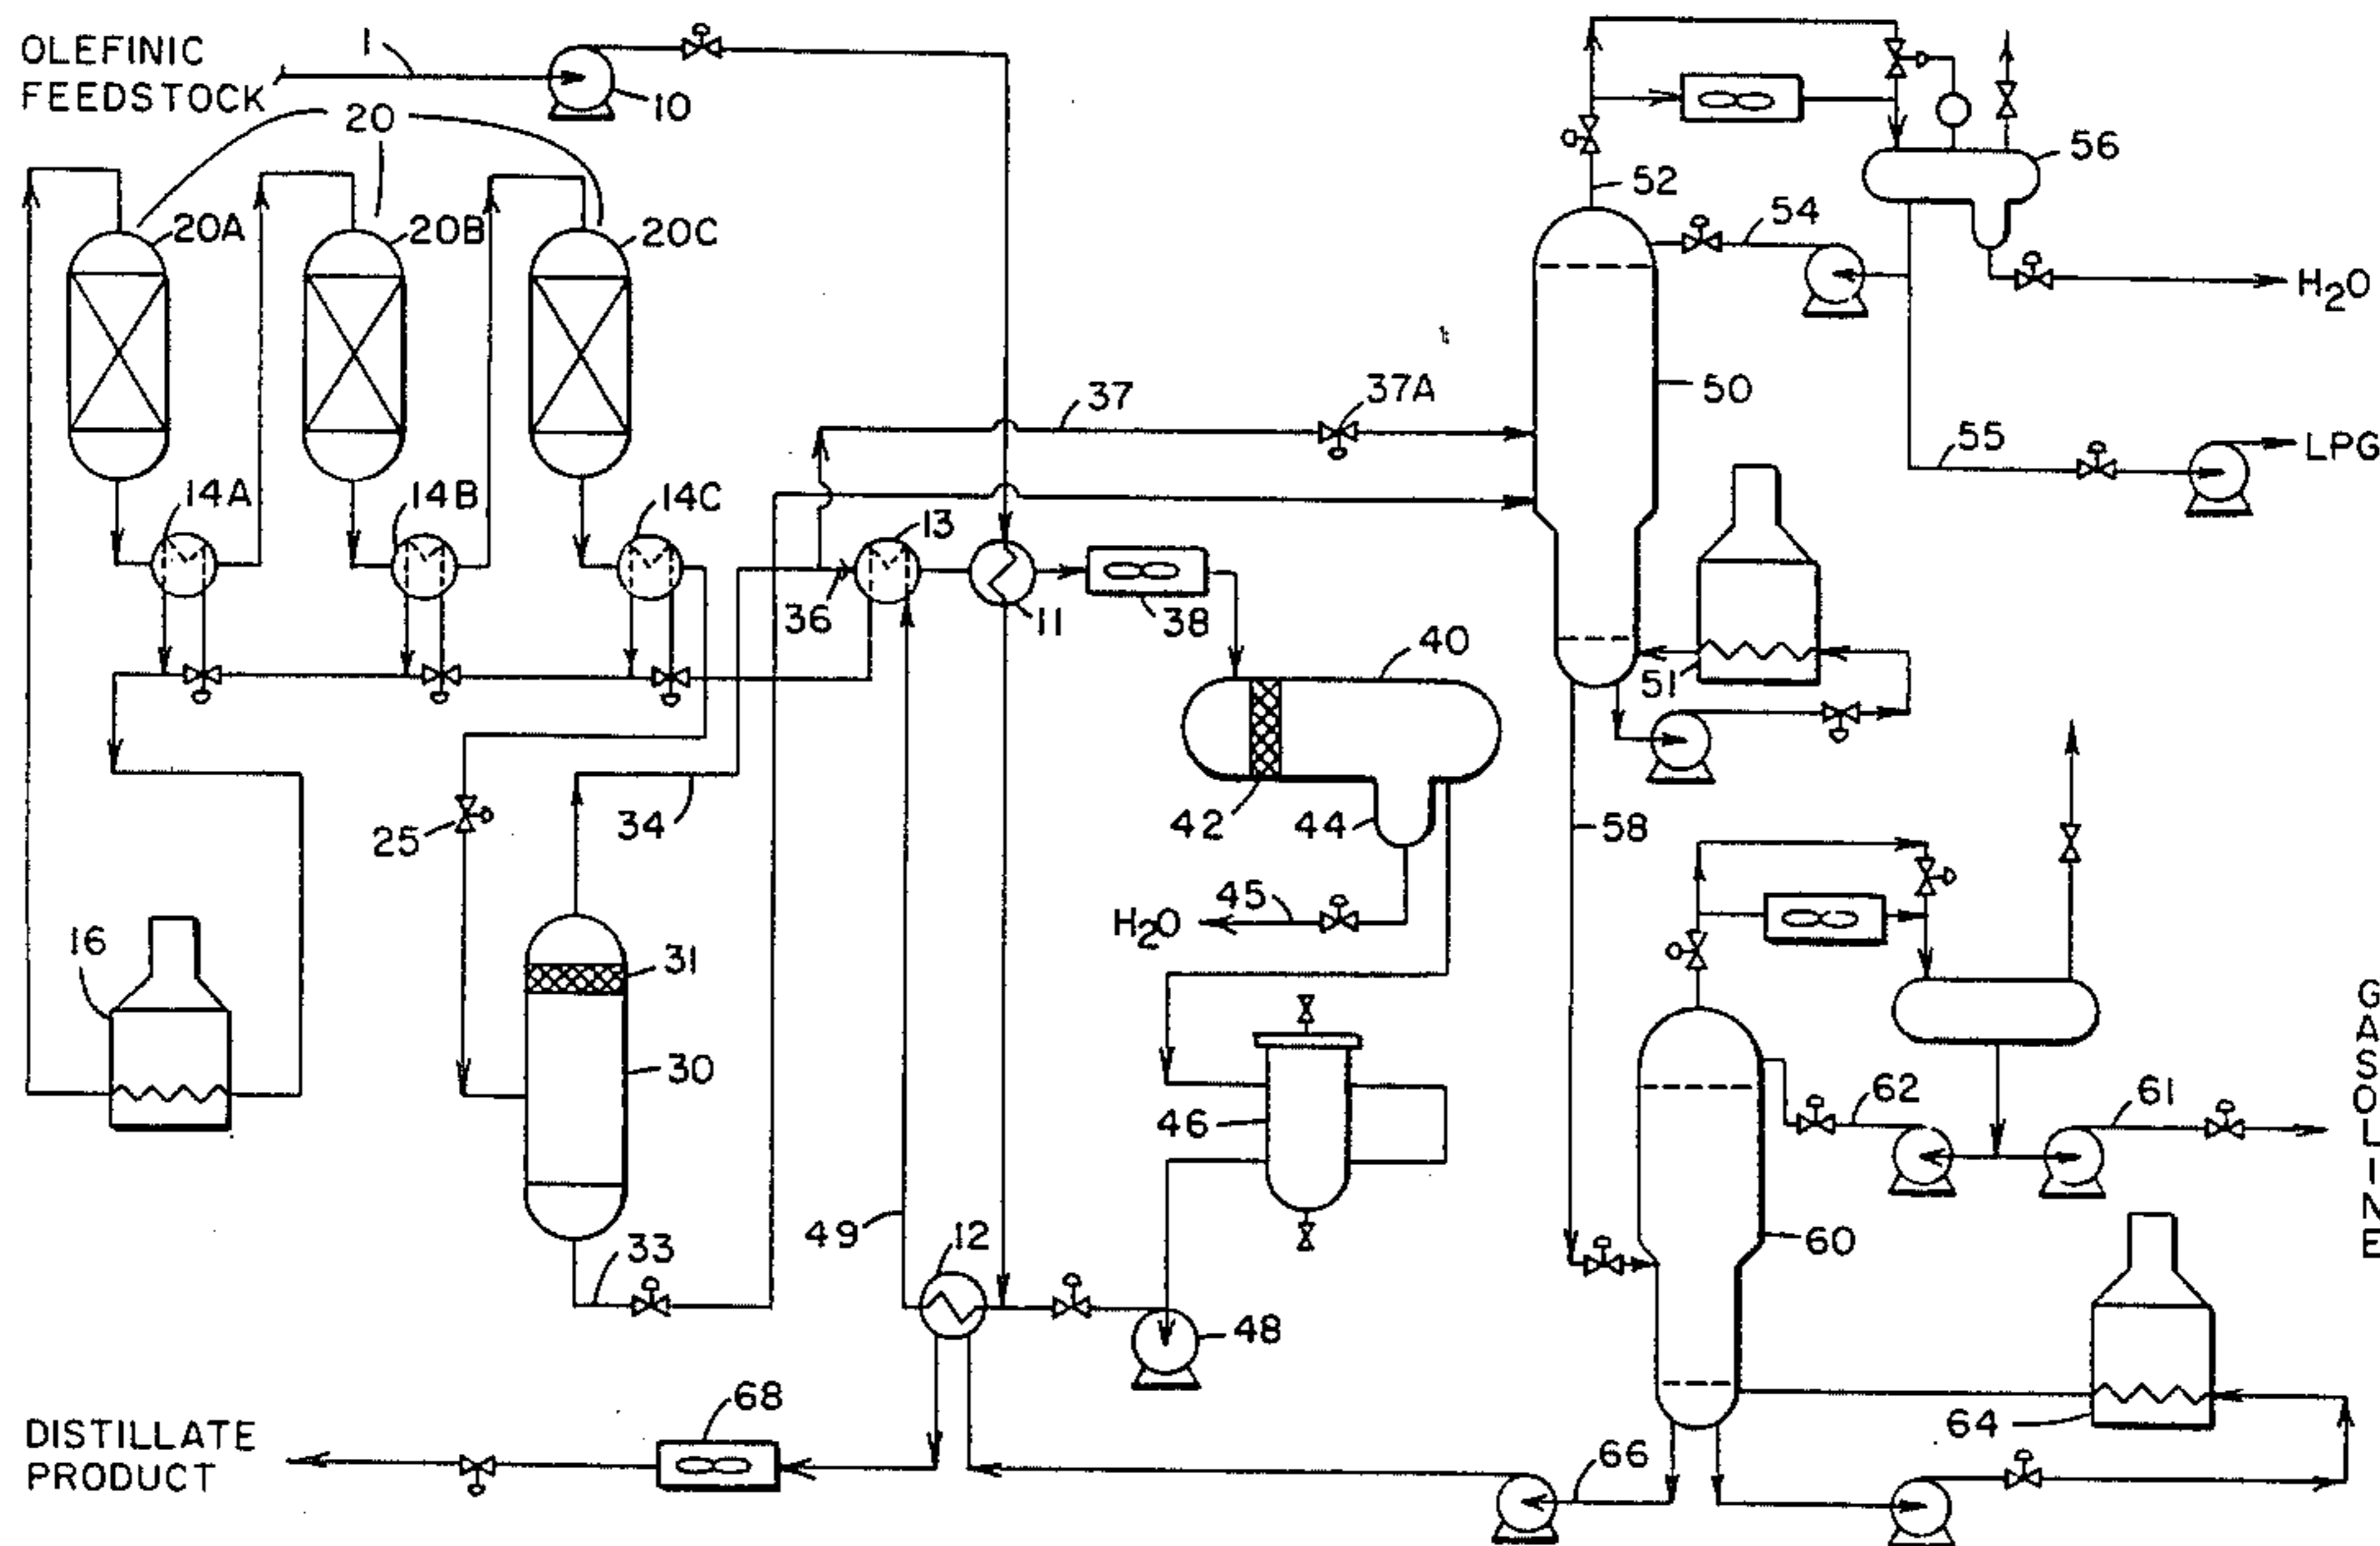 OLEFINIC
FEEDSTOCK
1
10
20
20A
20B
20C
14A
14B
14C
16
25
30
31
33
34
36
37
37A
13
11
38
40
42
44
45
H2O
46
48
49
12
50
51
52
54
56
H2O
55
LPG
58
60
61
62
GASOLINE
64
66
68
DISTILLATE
PRODUCT